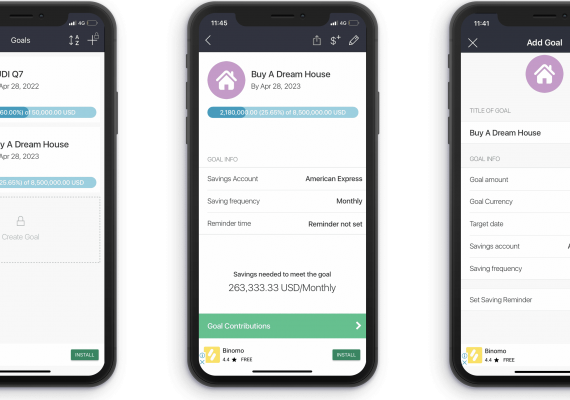 4G
Goals
A
Z
DI Q7
Apr 28, 2022
60.00%) of 50,000.00 USD
y A Dream House
Apr 28, 2023
25.65%) of 8,500,000.00 USD
Create Goal
INSTALL
11:45
4G
$+
Buy A Dream House
By Apr 28, 2023
2,180,000.00 (25.65%) of 8,500,000.00 USD
GOAL INFO
Savings Account American Express
Saving frequency Monthly
Reminder time Reminder not set
Savings needed to meet the goal
263,333.33 USD/Monthly
Goal Contributions
Binomo
4.4 ★ FREE
INSTALL
11:41
Add Goal
TITLE OF GOAL
Buy A Dream House
GOAL INFO
Goal amount
Goal Currency
Target date
Savings account
Saving frequency
Set Saving Reminder
Binomo
4.4 ★ FREE